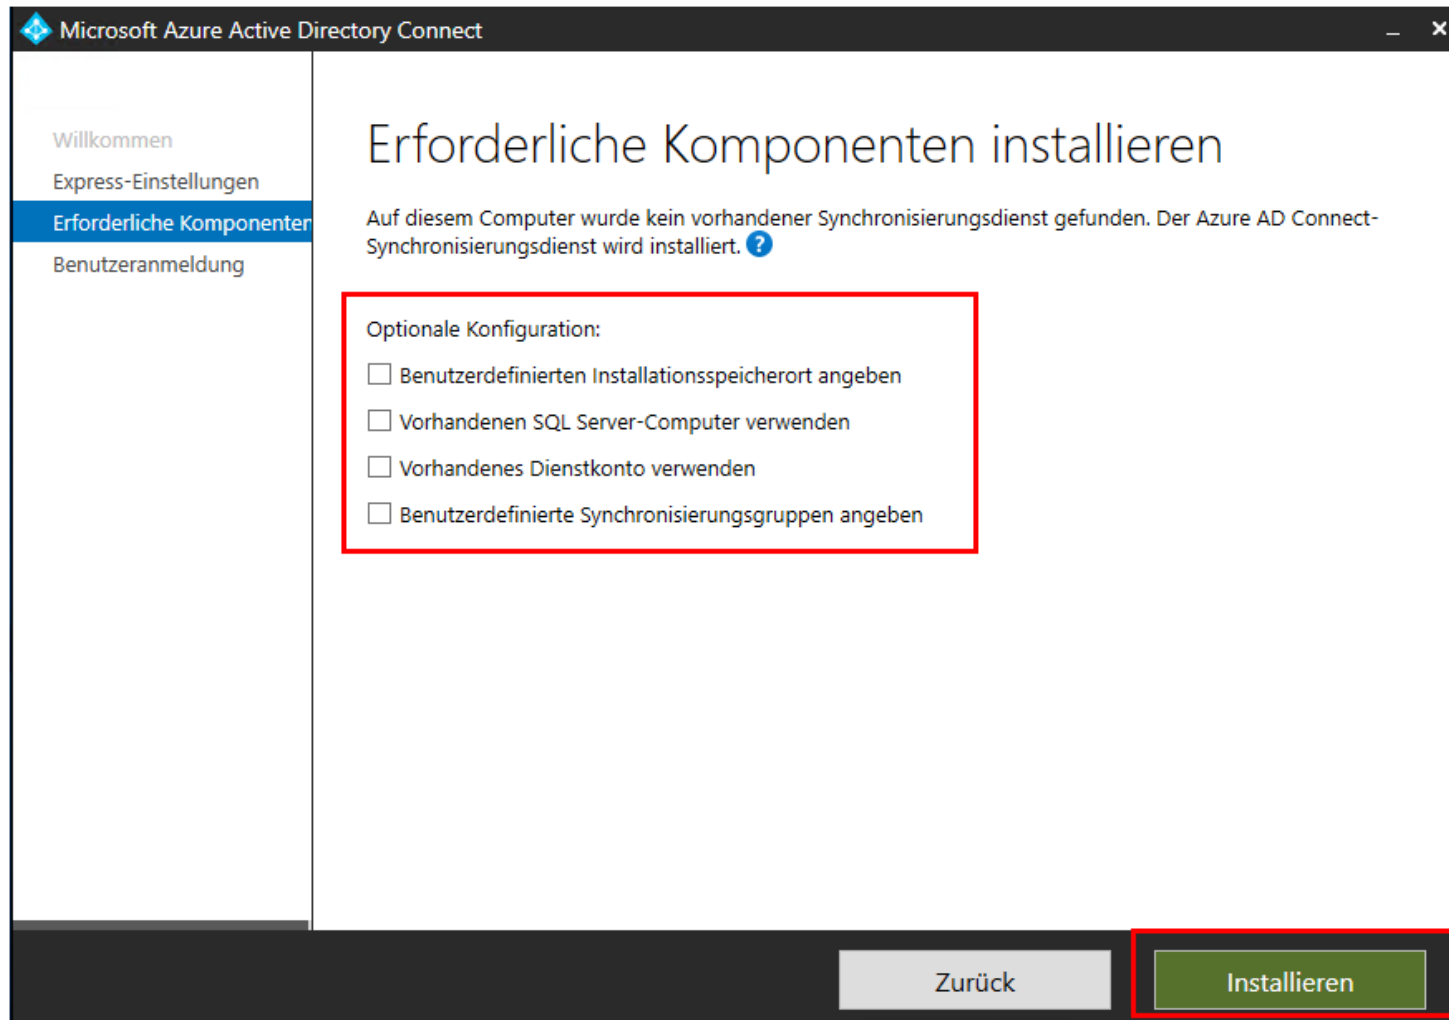 Microsoft Azure Active Directory Connect
Willkommen
Express-Einstellungen
Erforderliche Komponenten
Benutzeranmeldung
Erforderliche Komponenten installieren
Auf diesem Computer wurde kein vorhandener Synchronisierungsdienst gefunden. Der Azure AD Connect-
Synchronisierungsdienst wird installiert. ?
Optionale Konfiguration:
Benutzerdefinierten Installationsspeicherort angeben
Vorhandenen SQL Server-Computer verwenden
Vorhandenes Dienstkonto verwenden
Benutzerdefinierte Synchronisierungsgruppen angeben
Zurück
Installieren